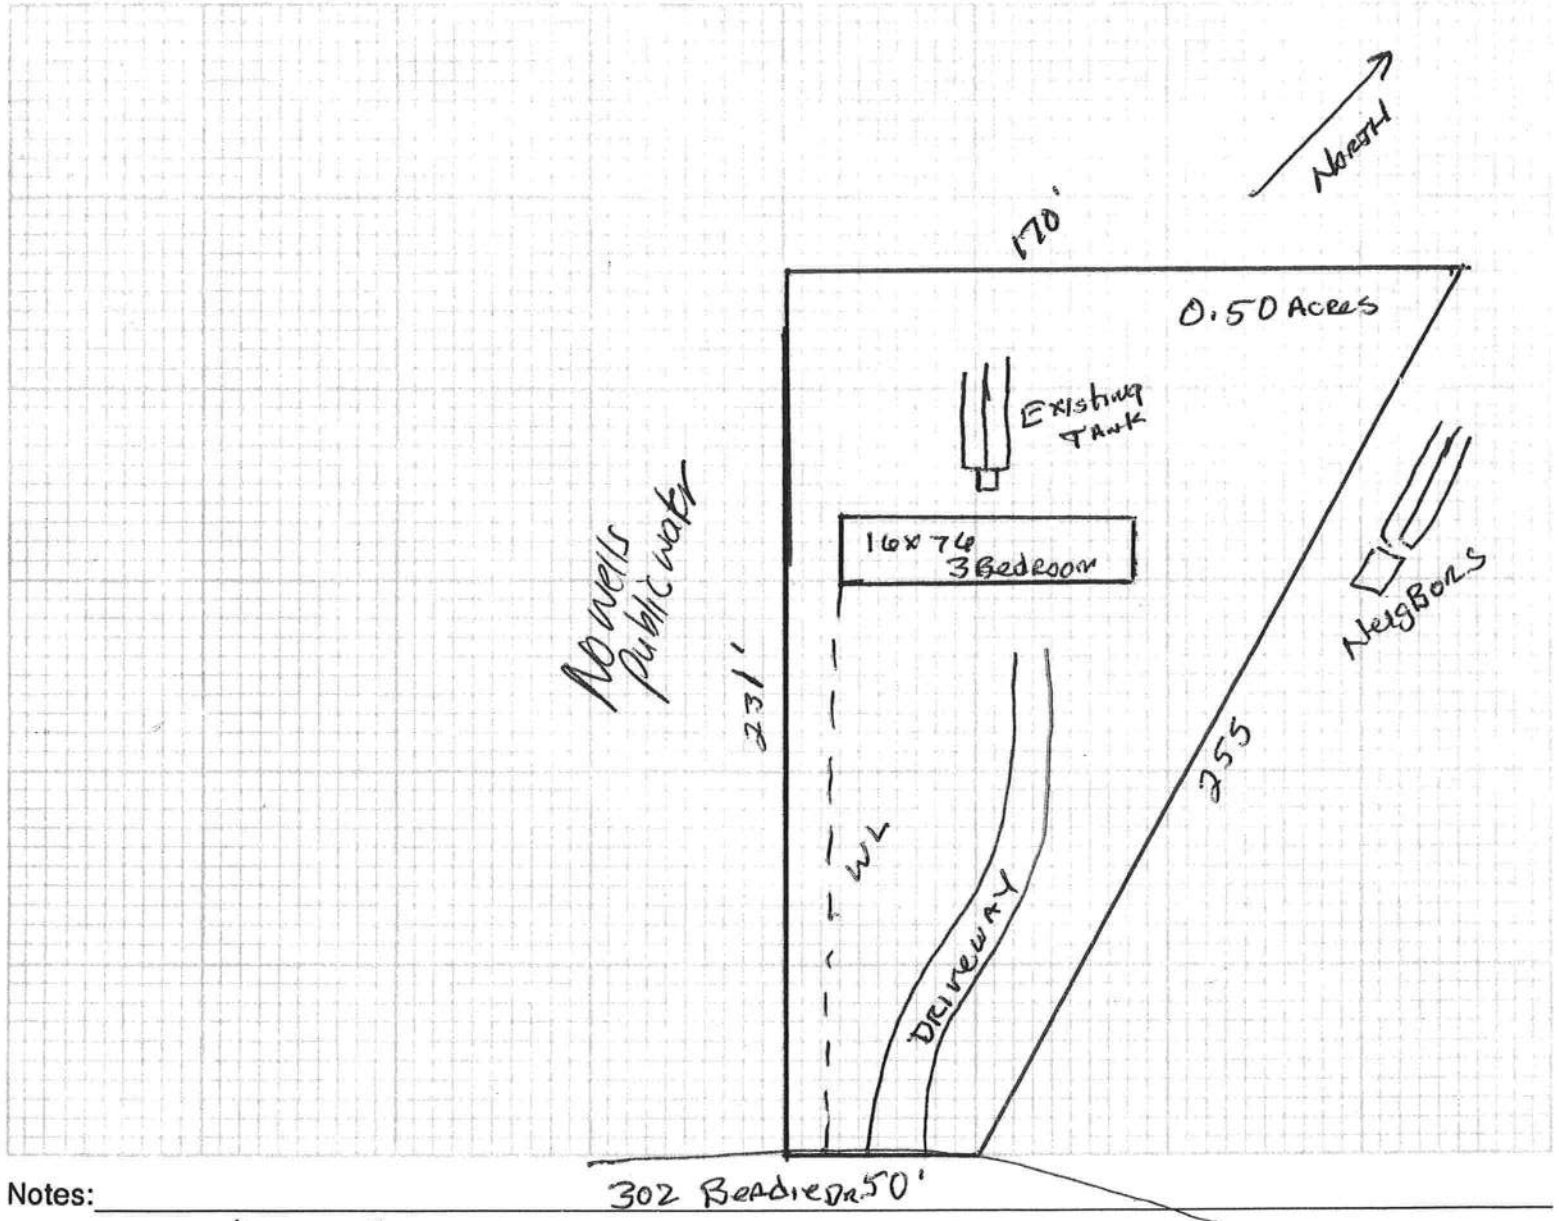 NORTH
170'
0.50 ACRES
Existing
TANK
16x76
3 Bedroom
No wells
public water
231'
NeigBORS
255
WL
DRIVEWAY
Notes: 302 BeadieDR. 50'